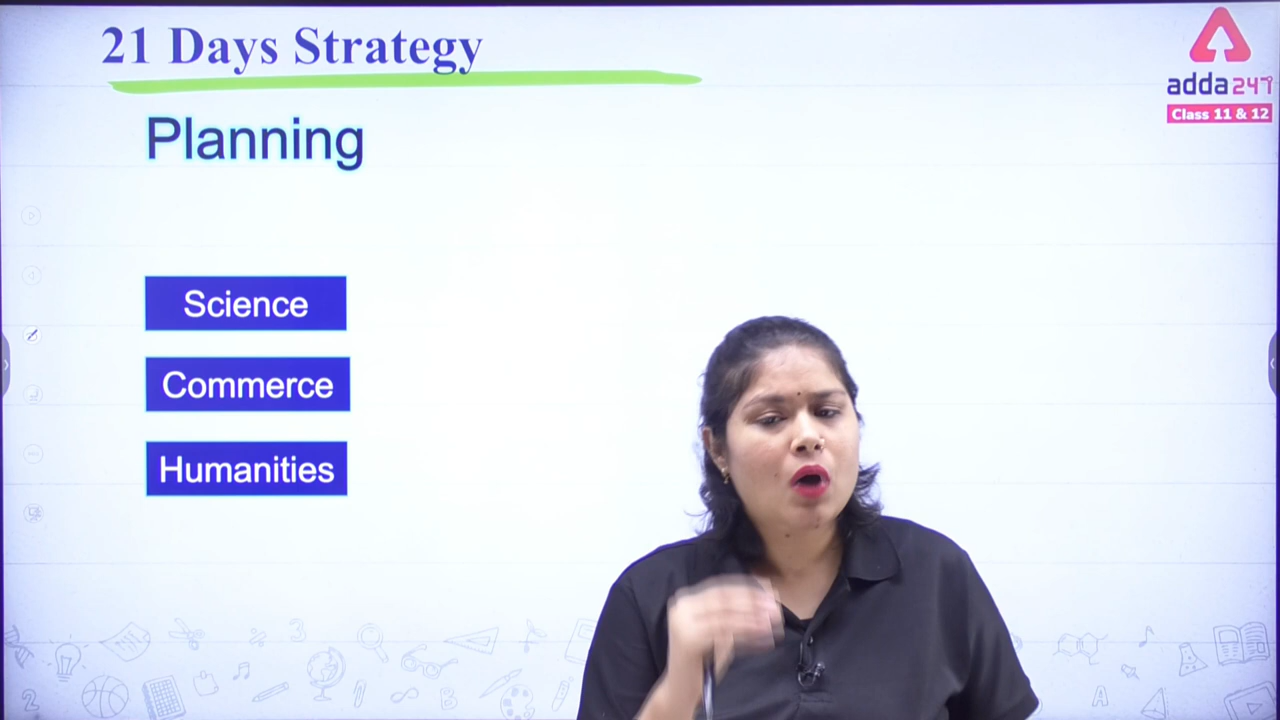 21 Days Strategy
adda247
Class 11 & 12
Planning
Science
Commerce
Humanities